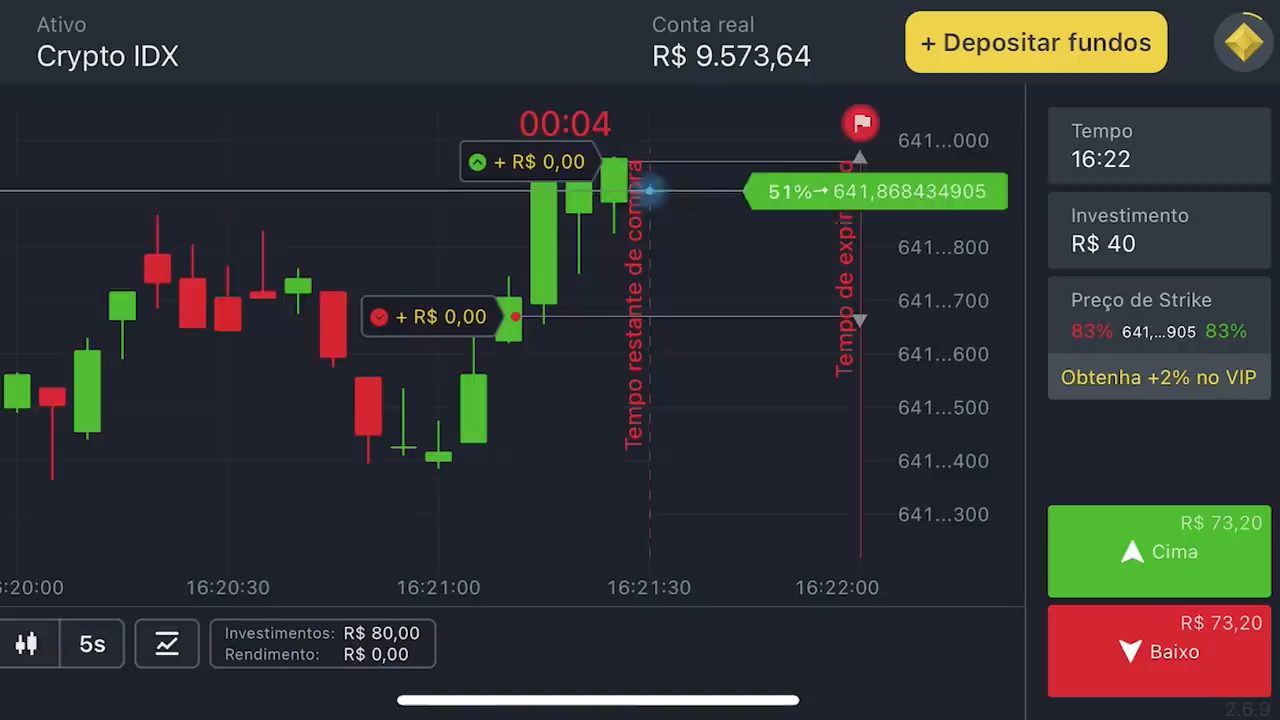 Ativo
Crypto IDX
Conta real
R$ 9.573,64
+ Depositar fundos
00:04
+ R$ 0,00
+ R$ 0,00
Tempo restante de compra
Tempo de expir
o
51% 641,868434905
641...000
641...800
641...700
641...600
641...500
641...400
641...300
:20:00
16:20:30
16:21:00
16:21:30
16:22:00
5s
Investimentos: R$ 80,00
Rendimento: R$ 0,00
Tempo
16:22
Investimento
R$ 40
Preço de Strike
83% 641,...905 83%
Obtenha +2% no VIP
R$ 73,20
Cima
R$ 73,20
Baixo
2.6.9